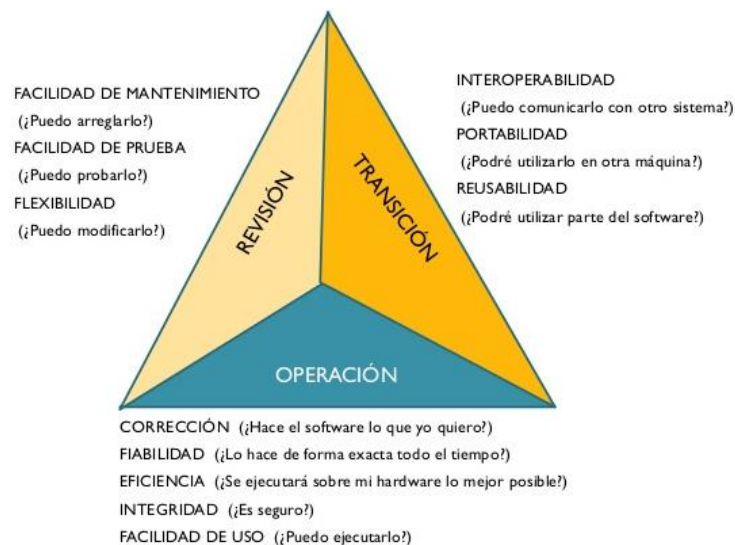 FACILIDAD DE MANTENIMIENTO
(¿Puedo arreglarlo?)
FACILIDAD DE PRUEBA
(¿Puedo probarlo?)
FLEXIBILIDAD
(¿Puedo modificarlo?)
REVISIÓN
TRANSICIÓN
INTEROPERABILIDAD
(¿Puedo comunicarlo con otro sistema?)
PORTABILIDAD
(¿Podré utilizarlo en otra máquina?)
REUSABILIDAD
(¿Podré utilizar parte del software?)
OPERACIÓN
CORRECCIÓN (¿Hace el software lo que yo quiero?)
FIABILIDAD (¿Lo hace de forma exacta todo el tiempo?)
EFICIENCIA (¿Se ejecutará sobre mi hardware lo mejor posible?)
INTEGRIDAD (¿Es seguro?)
FACILIDAD DE USO (¿Puedo ejecutarlo?)